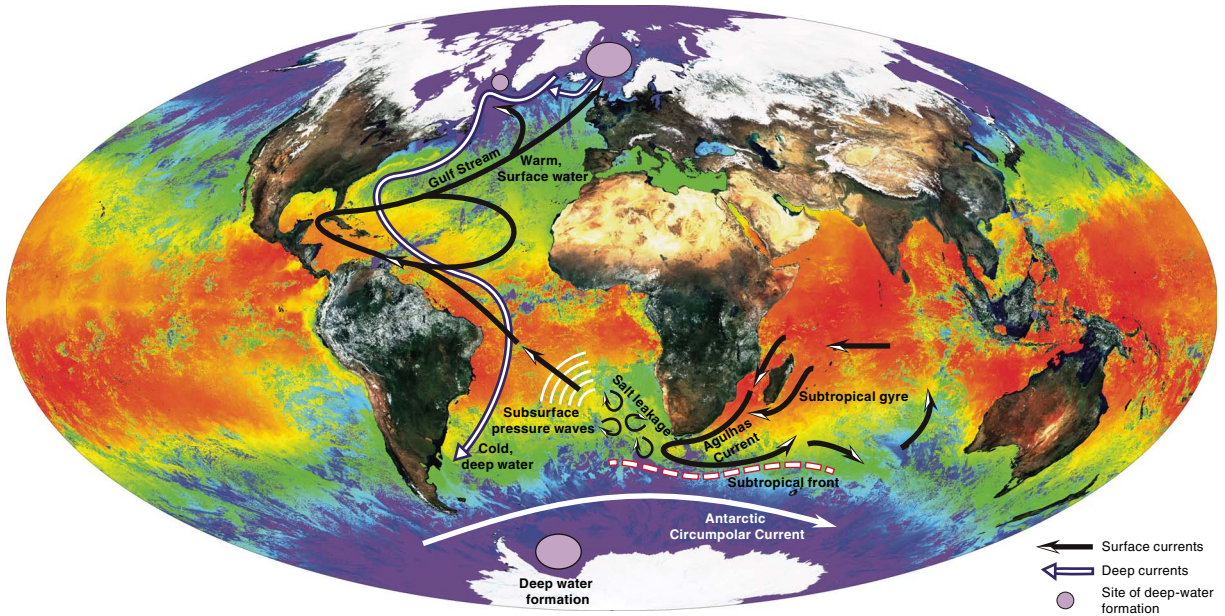 Gulf Stream
Warm,
Surface water
Subsurface
pressure waves
Salt leakage
Agulhas
Current
Subtropical gyre
Cold,
deep water
Subtropical front
Antarctic
Circumpolar Current
Deep water
formation
Surface currents
Deep currents
Site of deep-water
formation